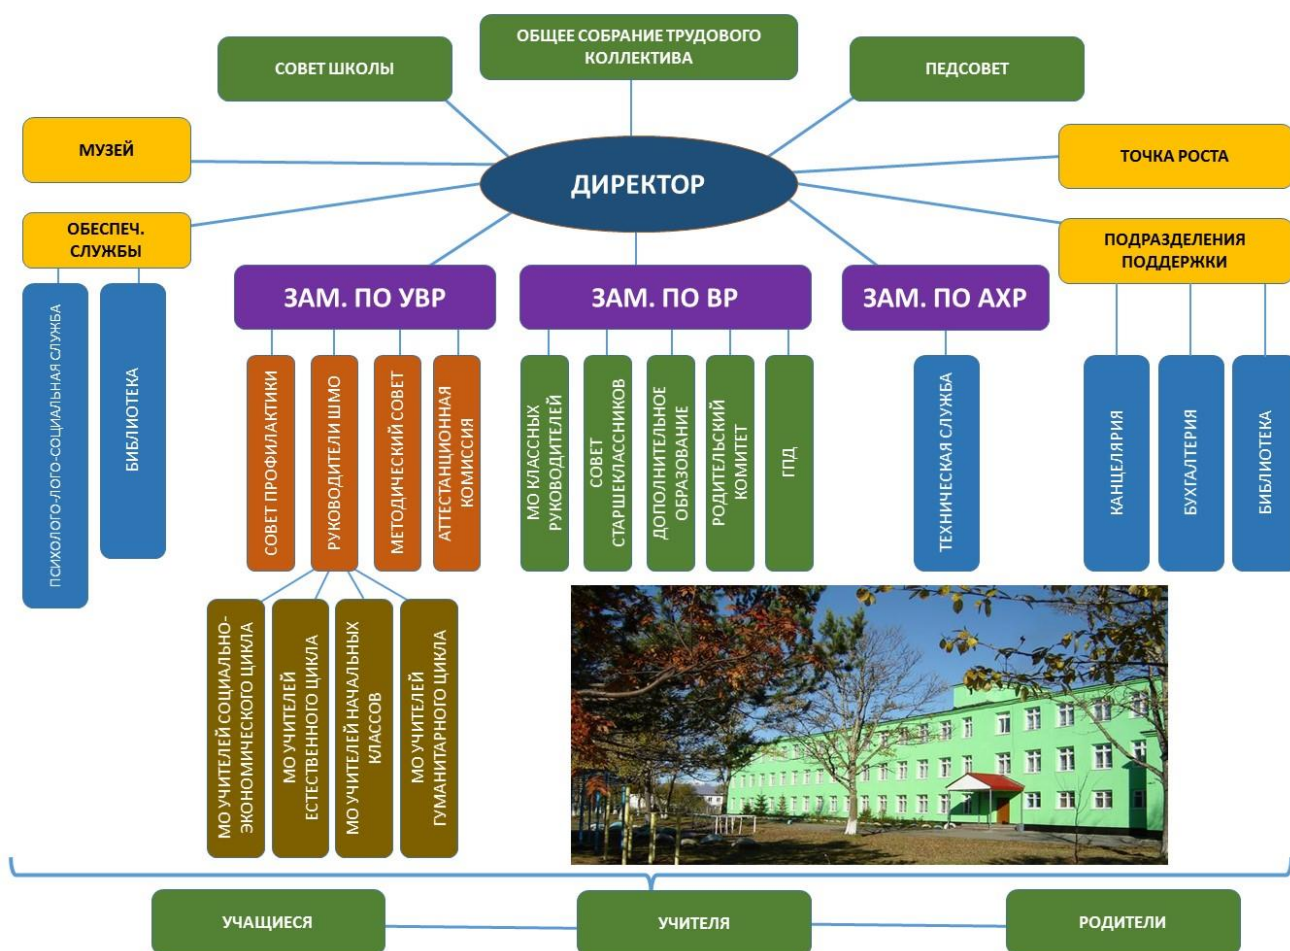 ОБЩЕЕ СОБРАНИЕ ТРУДОВОГО
КОЛЛЕКТИВА
СОВЕТ ШКОЛЫ
ПЕДСОВЕТ
МУЗЕЙ
ТОЧКА РОСТА
ДИРЕКТОР
ОБЕСПЕЧ.
СЛУЖБЫ
ПОДРАЗДЕЛЕНИЯ
ПОДДЕРЖКИ
ЗАМ. ПО УВР
ЗАМ. ПО ВР
ЗАМ. ПО АХР
ПСИХОЛОГО-ЛОГО-СОЦИАЛЬНАЯ СЛУЖБА
БИБЛИОТЕКА
СОВЕТ ПРОФИЛАКТИКИ
РУКОВОДИТЕЛИ ШМО
МЕТОДИЧЕСКИЙ СОВЕТ
АТТЕСТАНЦИОННАЯ
КОМИССИЯ
МО КЛАССНЫХ
РУКОВОДИТЕЛЕЙ
СОВЕТ
СТАРШЕКЛАССНИКОВ
ДОПОЛНИТЕЛЬНОЕ
ОБРАЗОВАНИЕ
РОДИТЕЛЬСКИЙ
КОМИТЕТ
ГПД
ТЕХНИЧЕСКАЯ СЛУЖБА
КАНЦЕЛЯРИЯ
БУХГАЛТЕРИЯ
БИБЛИОТЕКА
МО УЧИТЕЛЕЙ СОЦИАЛЬНО-
ЭКОНОМИЧЕСКОГО ЦИКЛА
МО УЧИТЕЛЕЙ
ЕСТЕСТВЕННОГО ЦИКЛА
МО УЧИТЕЛЕЙ НАЧАЛЬНЫХ
КЛАССОВ
МО УЧИТЕЛЕЙ
ГУМАНИТАРНОГО ЦИКЛА
УЧАЩИЕСЯ
УЧИТЕЛЯ
РОДИТЕЛИ